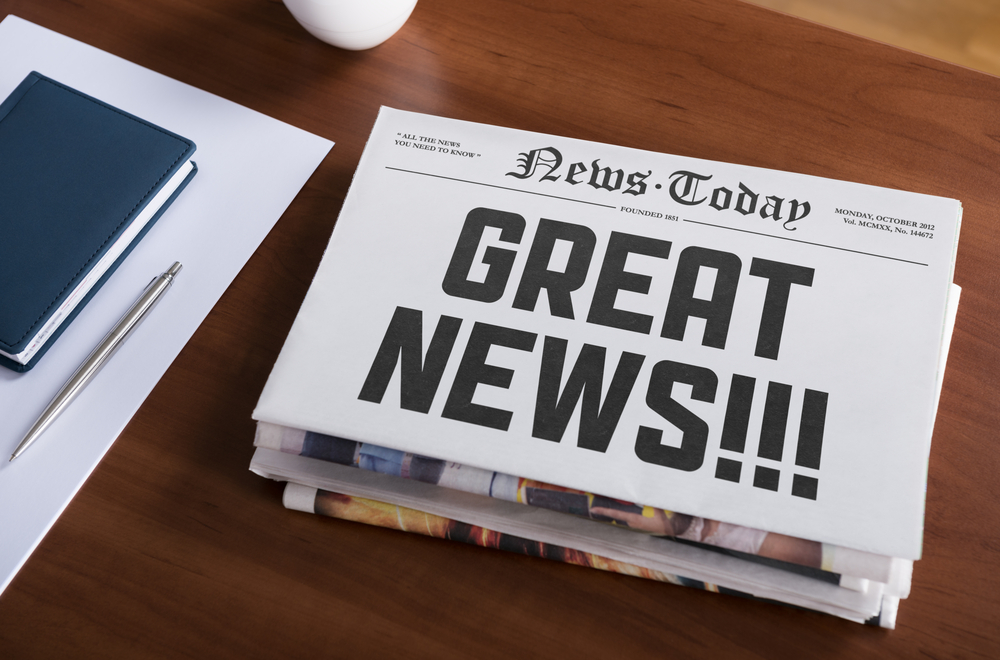 " ALL THE NEWS
YOU NEED TO KNOW "
News·Today
MONDAY, OCTOBER 2012
Vol. MCMXX, No. 144672
FOUNDED 1851
GREAT
NEWS!!!